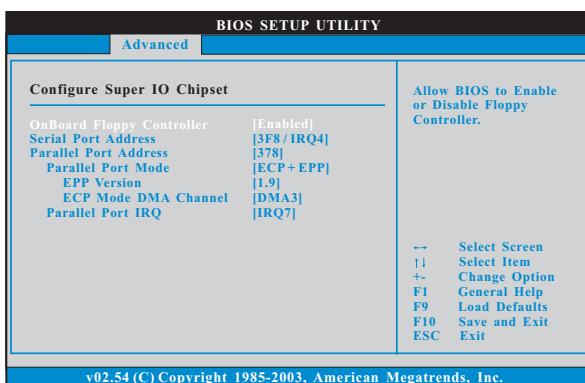 BIOS SETUP UTILITY
Advanced
Configure Super IO Chipset
OnBoard Floppy Controller [Enabled]
Serial Port Address [3F8 / IRQ4]
Parallel Port Address [378]
Parallel Port Mode [ECP + EPP]
EPP Version [1.9]
ECP Mode DMA Channel [DMA3]
Parallel Port IRQ [IRQ7]
Allow BIOS to Enable
or Disable Floppy
Controller.
←→ Select Screen
↑↓ Select Item
+- Change Option
F1 General Help
F9 Load Defaults
F10 Save and Exit
ESC Exit
v02.54 (C) Copyright 1985-2003, American Megatrends, Inc.